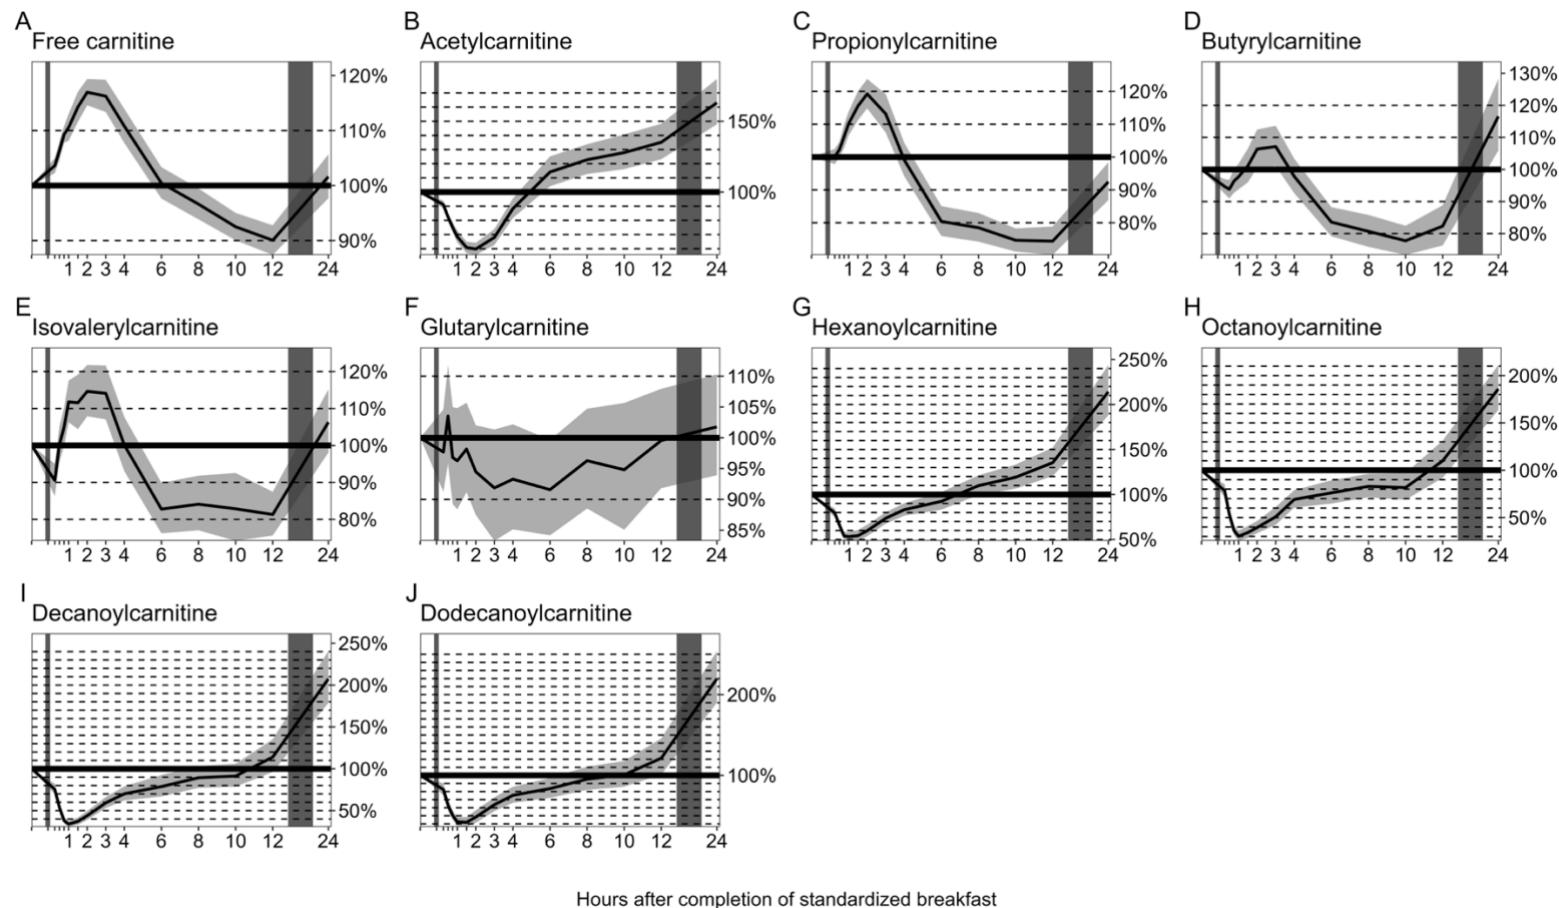 A
Free carnitine
120%
110%
100%
90%
1 2 3 4 6 8 10 12 24
B
Acetylcarnitine
150%
100%
1 2 3 4 6 8 10 12 24
C
Propionylcarnitine
120%
110%
100%
90%
80%
1 2 3 4 6 8 10 12 24
D
Butyrylcarnitine
130%
120%
110%
100%
90%
80%
1 2 3 4 6 8 10 12 24
E
Isovalerylcarnitine
120%
110%
100%
90%
80%
1 2 3 4 6 8 10 12 24
F
Glutarylcarnitine
110%
105%
100%
95%
90%
85%
1 2 3 4 6 8 10 12 24
G
Hexanoylcarnitine
250%
200%
150%
100%
50%
1 2 3 4 6 8 10 12 24
H
Octanoylcarnitine
200%
150%
100%
50%
1 2 3 4 6 8 10 12 24
I
Decanoylcarnitine
250%
200%
150%
100%
50%
1 2 3 4 6 8 10 12 24
J
Dodecanoylcarnitine
200%
100%
1 2 3 4 6 8 10 12 24
Hours after completion of standardized breakfast